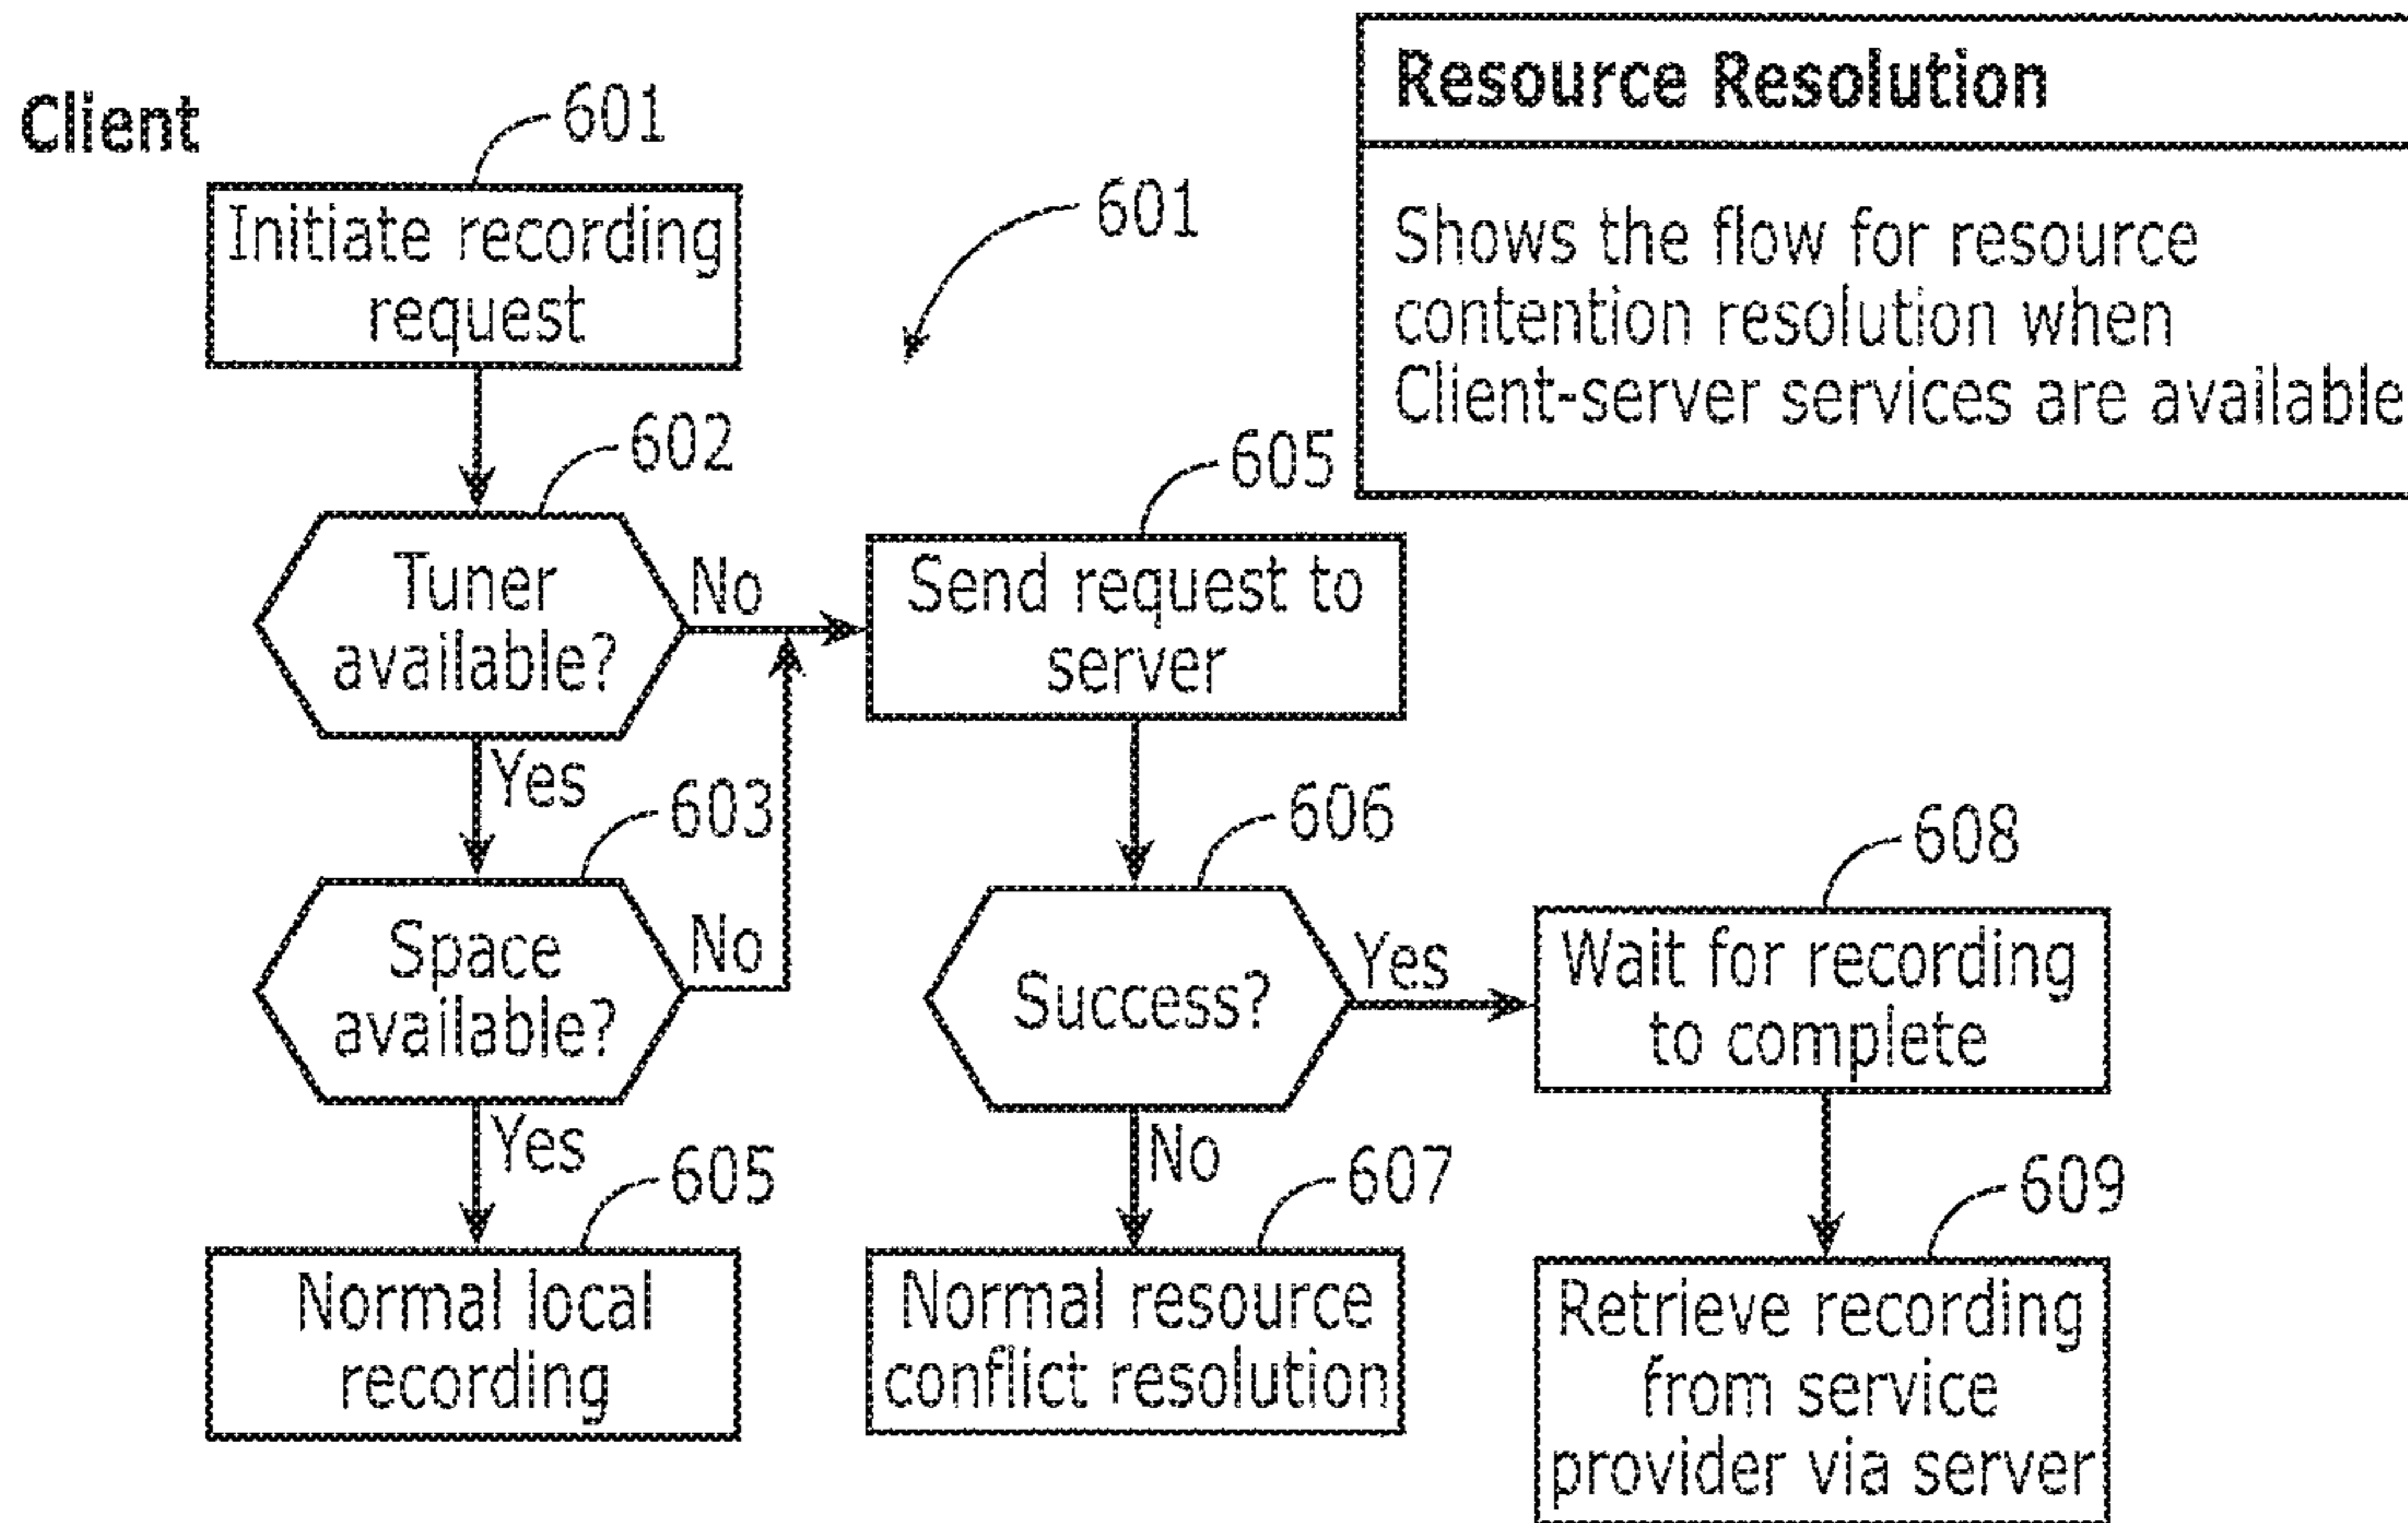 Client
601
Initiate recording
request
601
Resource Resolution
Shows the flow for resource
contention resolution when
Client-server services are available
602
Tuner
available?
No
Yes
605
Send request to
server
603
Space
available?
No
Yes
606
Success?
Yes
No
608
Wait for recording
to complete
605
Normal local
recording
607
Normal resource
conflict resolution
609
Retrieve recording
from service
provider via server